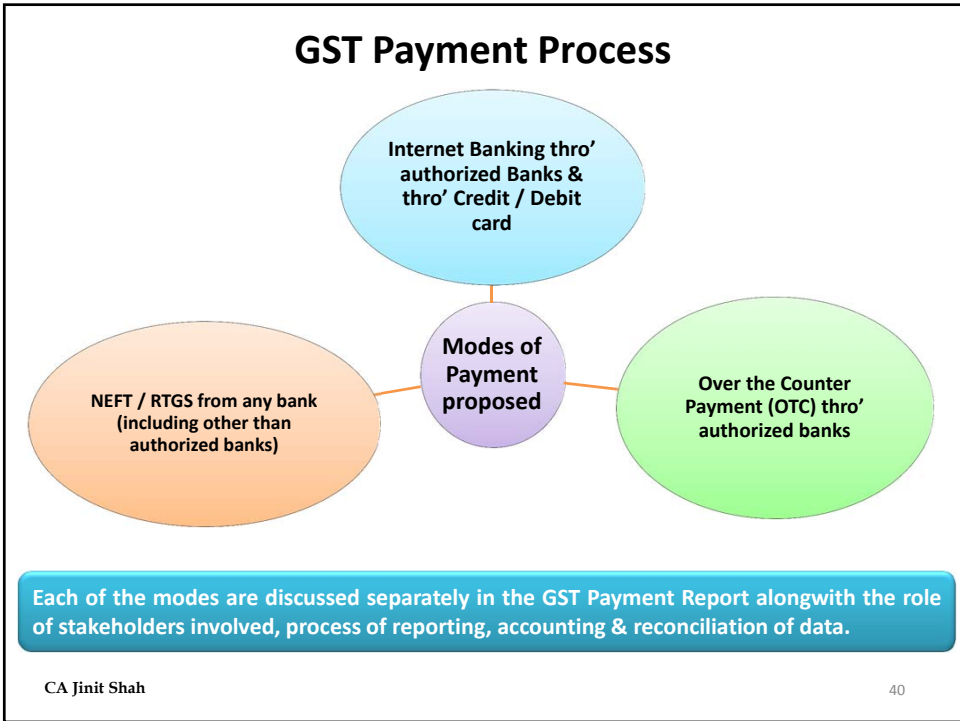 GST Payment Process
Internet Banking thro’
authorized Banks &
thro’ Credit / Debit
card
Modes of
Payment
proposed
NEFT / RTGS from any bank
(including other than
authorized banks)
Over the Counter
Payment (OTC) thro’
authorized banks
Each of the modes are discussed separately in the GST Payment Report alongwith the role
of stakeholders involved, process of reporting, accounting & reconciliation of data.
CA Jinit Shah
40